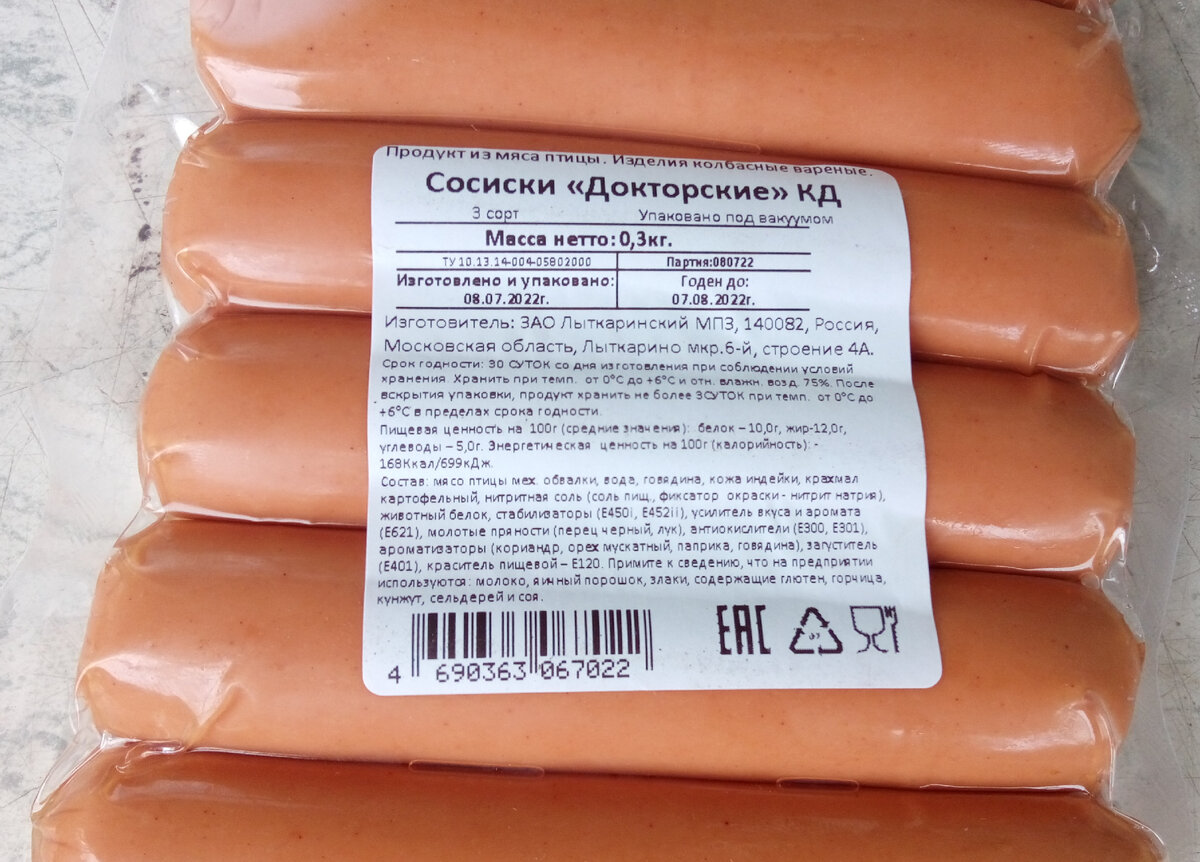 Продукт из мяса птицы. Изделия колбасные вареные.
Сосиски «Докторские» КД
3 сорт Упаковано под вакуумом
Масса нетто: 0,3кг.
ТУ 10.13.14-004-05802000 Партия:080722
Изготовлено и упаковано: Годен до:
08.07.2022г. 07.08.2022г.
Изготовитель: ЗАО Лыткаринский МПЗ, 140082, Россия,
Московская область, Лыткарино мкр.6-й, строение 4А.
Срок годности: 30 СУТОК со дня изготовления при соблюдении условий
хранения. Хранить при темп. от 0°С до +6°С и отн. влажн. возд. 75%. После
вскрытия упаковки, продукт хранить не более 3СУТОК при темп. от 0°С до
+6°С в пределах срока годности.
Пищевая ценность на 100г (средние значения): белок – 10,0г, жир-12,0г,
углеводы – 5,0г. Энергетическая ценность на 100г (калорийность): -
168Ккал/699кДж.
Состав: мясо птицы мех. обвалки, вода, говядина, кожа индейки, крахмал
картофельный, нитритная соль (соль пищ., фиксатор окраски - нитрит натрия),
животный белок, стабилизаторы (Е450i, Е452ii), усилитель вкуса и аромата
(Е621), молотые пряности (перец черный, лук), антиокислители (Е300, Е301),
ароматизаторы (кориандр, орех мускатный, паприка, говядина), загуститель
(Е401), краситель пищевой – Е120. Примите к сведению, что на предприятии
используются: молоко, яичный порошок, злаки, содержащие глютен, горчица,
кунжут, сельдерей и соя.
EAC
07
4 690363 067022